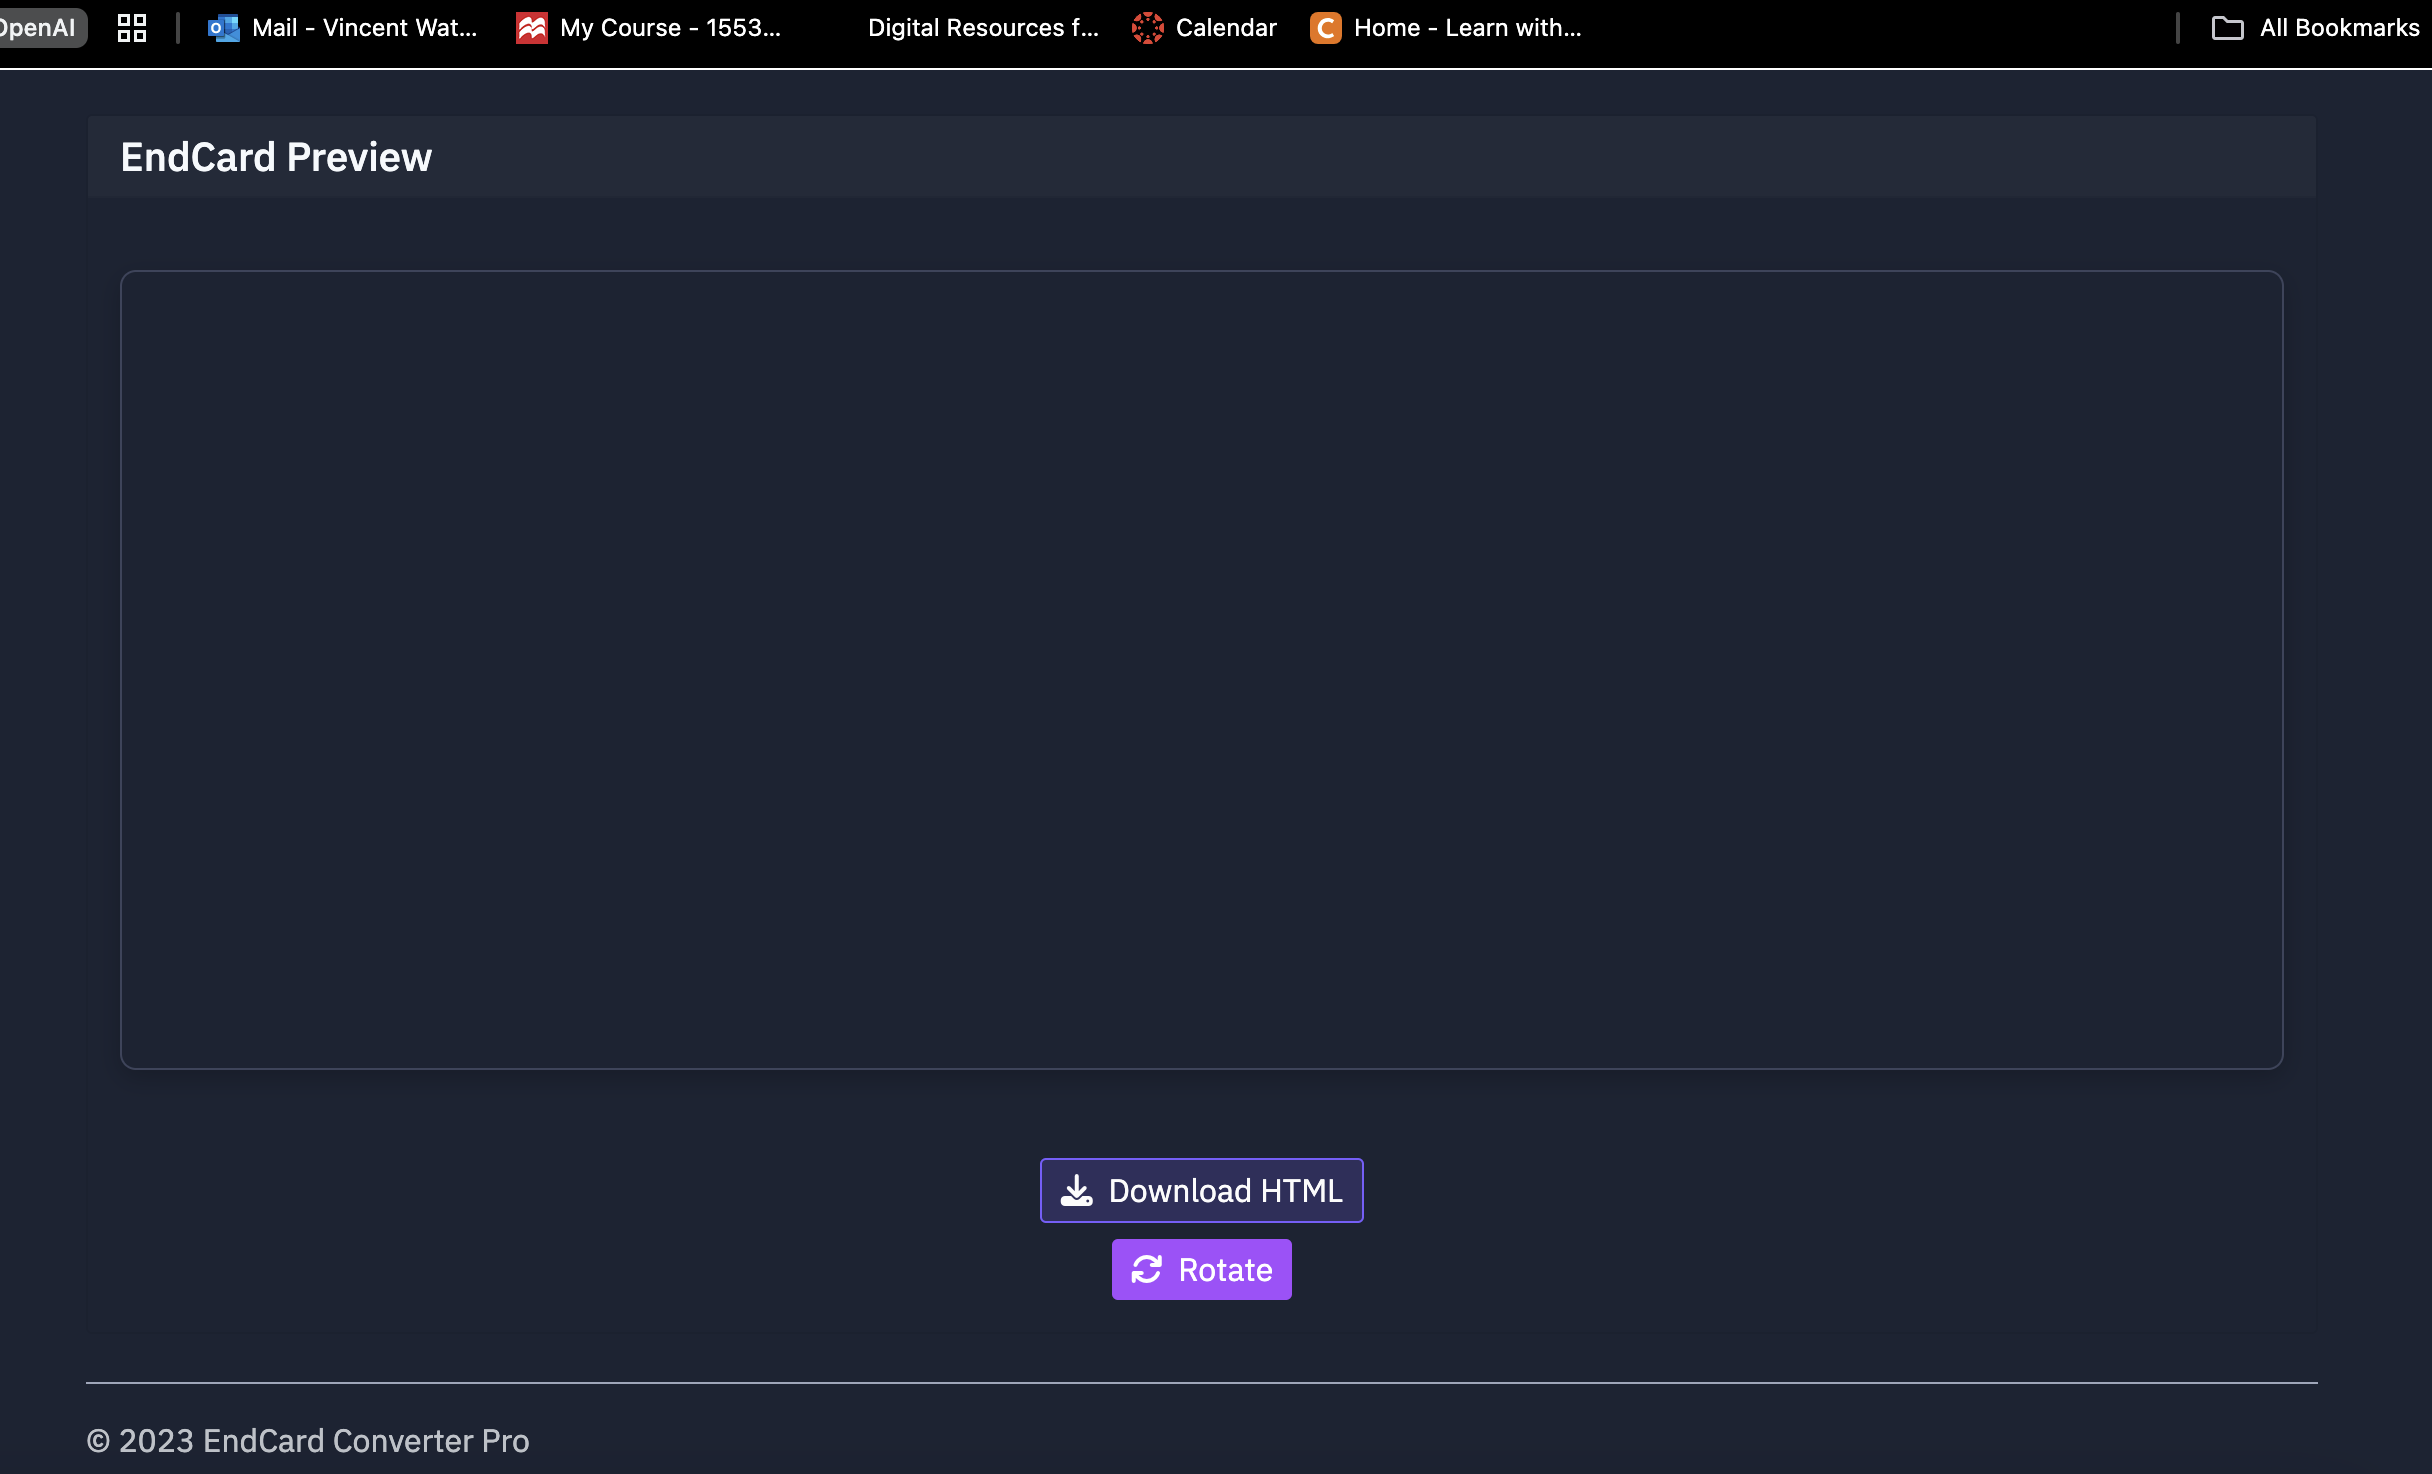 OpenAI
Mail - Vincent Wat...
My Course - 1553...
Digital Resources f...
Calendar
Home - Learn with...
All Bookmarks
EndCard Preview
Download HTML
Rotate
© 2023 EndCard Converter Pro